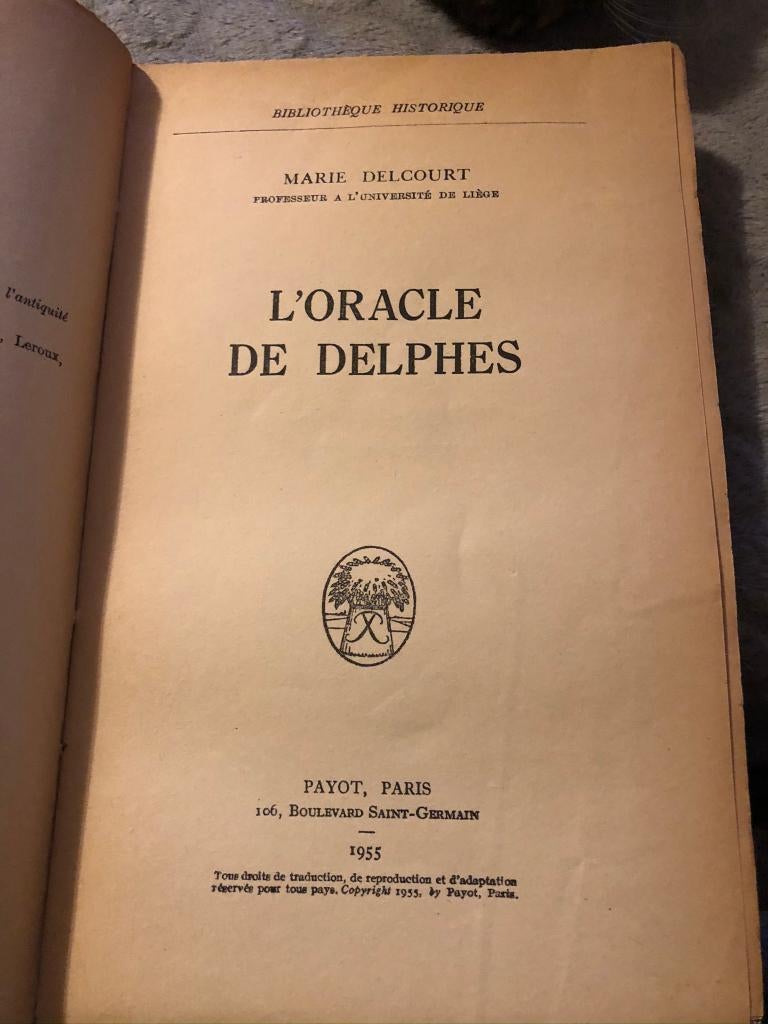 l'antiquité
, Leroux,
BIBLIOTHÈQUE HISTORIQUE
MARIE DELCOURT
PROFESSEUR A L'UNIVERSITÉ DE LIÈGE
L'ORACLE
DE DELPHES
PAYOT, PARIS
106, BOULEVARD SAINT-GERMAIN
1955
Tous droits de traduction, de reproduction et d'adaptation
réservés pour tous pays. Copyright 1955, by Payot, Paris.